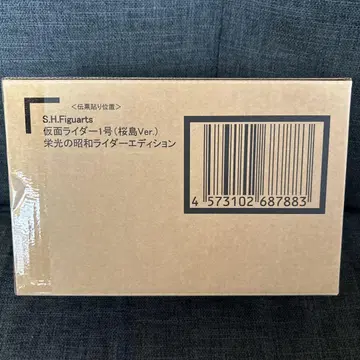 <伝票貼り位置>
S.H.Figuarts
仮面ライダー1号(桜島Ver.)
栄光の昭和ライダーエディション
4 573102 687883